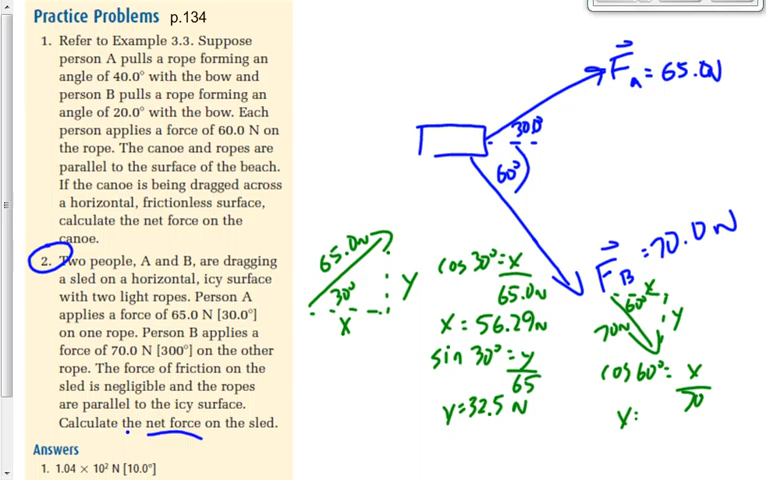 Practice Problems p.134
1. Refer to Example 3.3. Suppose
person A pulls a rope forming an
angle of 40.0° with the bow and
person B pulls a rope forming an
angle of 20.0° with the bow. Each
person applies a force of 60.0 N on
the rope. The canoe and ropes are
parallel to the surface of the beach.
If the canoe is being dragged across
a horizontal, frictionless surface,
calculate the net force on the
canoe.
2. Two people, A and B, are dragging
a sled on a horizontal, icy surface
with two light ropes. Person A
applies a force of 65.0 N [30.0°]
on one rope. Person B applies a
force of 70.0 N [300°] on the other
rope. The force of friction on the
sled is negligible and the ropes
are parallel to the icy surface.
Calculate the net force on the sled.
Answers
1. 1.04 × 10² N [10.0°]
F⃗A = 65.0N
30.0°
60°
F⃗B = 70.0N
65.0N
30°
x
y
cos 30° = x
65.0N
x = 56.29N
sin 30° = y
65
y = 32.5 N
x
60°
70N
y
cos 60° = x
70
x =